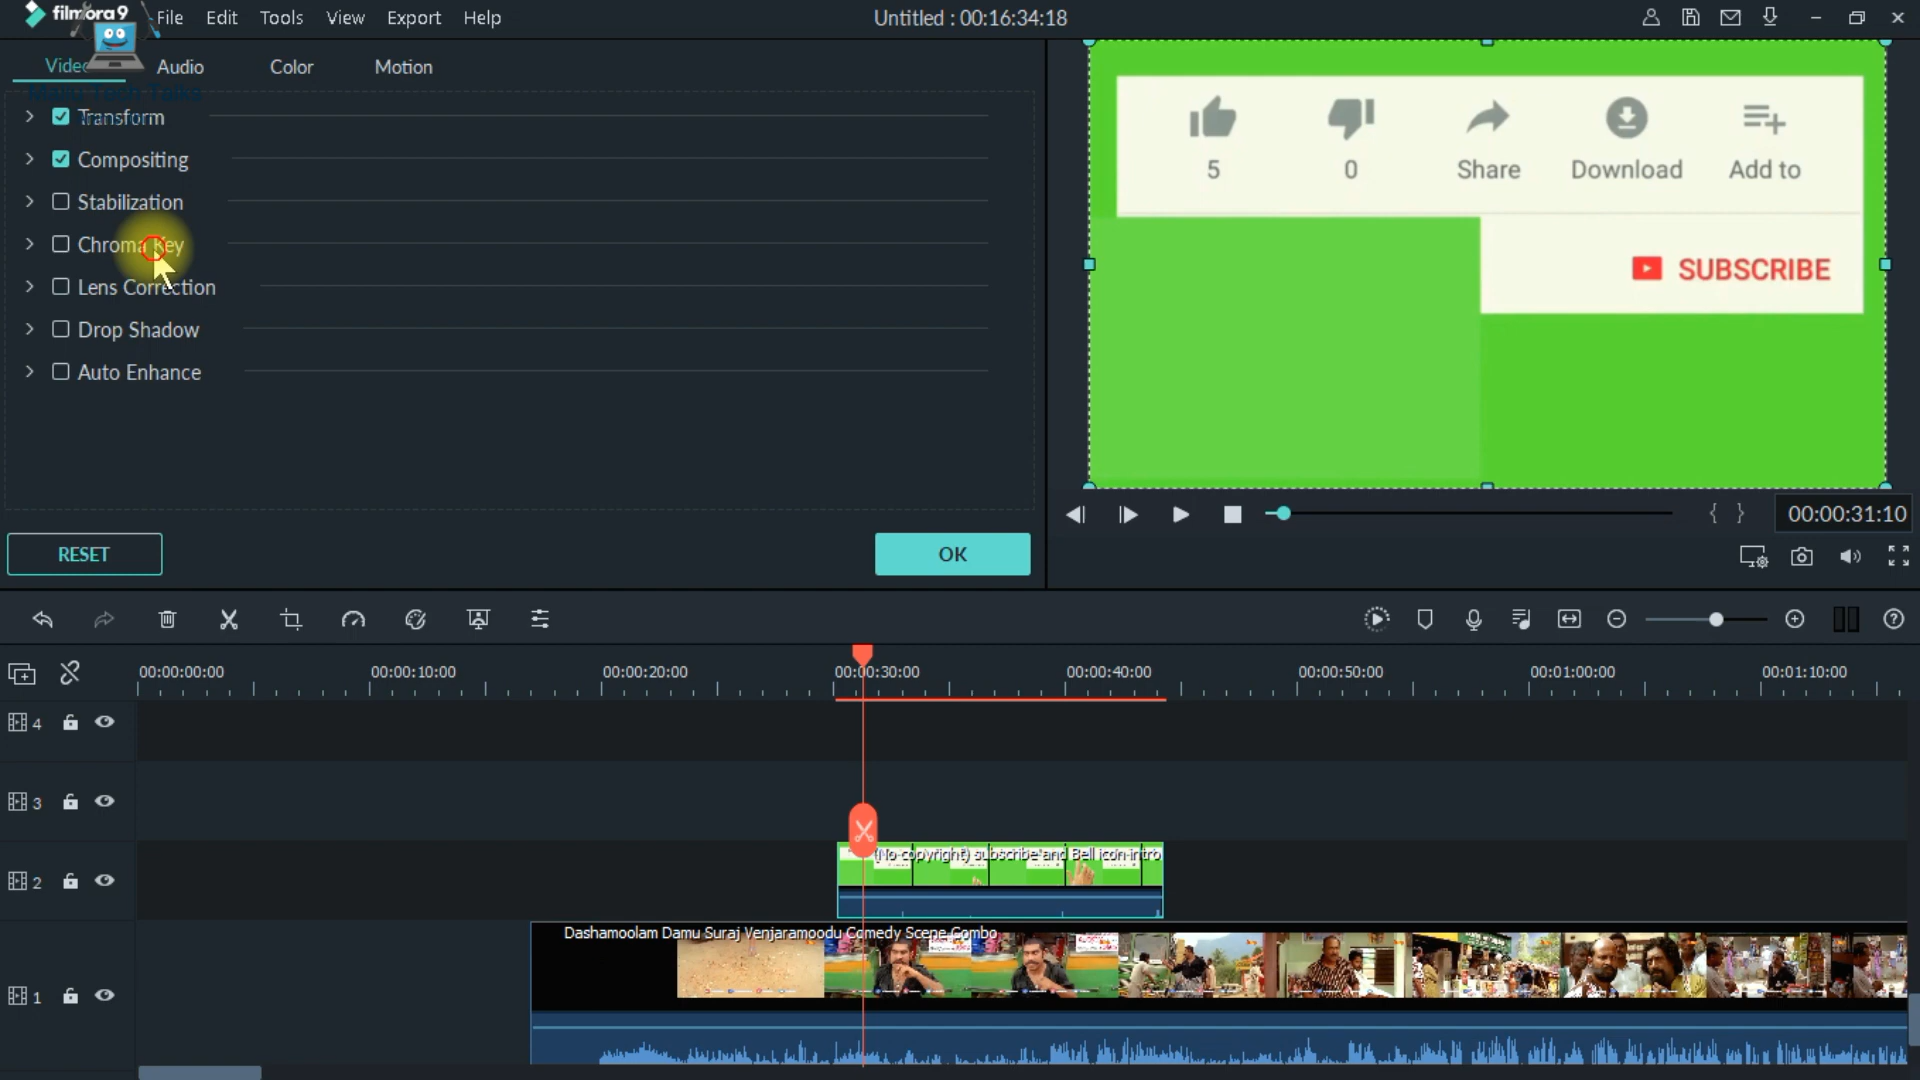 filmora9 File Edit Tools View Export Help Untitled : 00:16:34:18
Video Audio Color Motion
Transform
Compositing
Stabilization
Chroma Key
Lens Correction
Drop Shadow
Auto Enhance
RESET OK
5 0 Share Download Add to
SUBSCRIBE
{ } 00:00:31:10
00:00:00:00 00:00:10:00 00:00:20:00 00:00:30:00 00:00:40:00 00:00:50:00 00:01:00:00 00:01:10:00
4
3
2
(No copyright) subscribe and Bell icon intro
1
Dashamoolam Damu Suraj Venjaramoodu Comedy Scene Combo